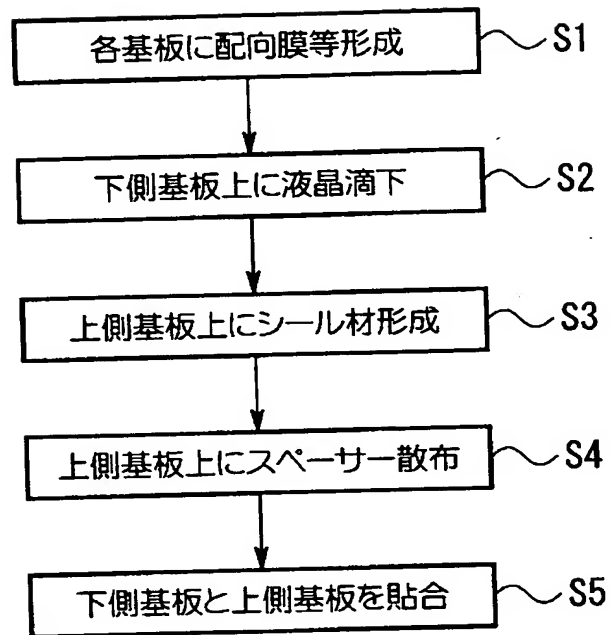 各基板に配向膜等形成 S1
下側基板上に液晶滴下 S2
上側基板上にシール材形成 S3
上側基板上にスペーサー散布 S4
下側基板と上側基板を貼合 S5